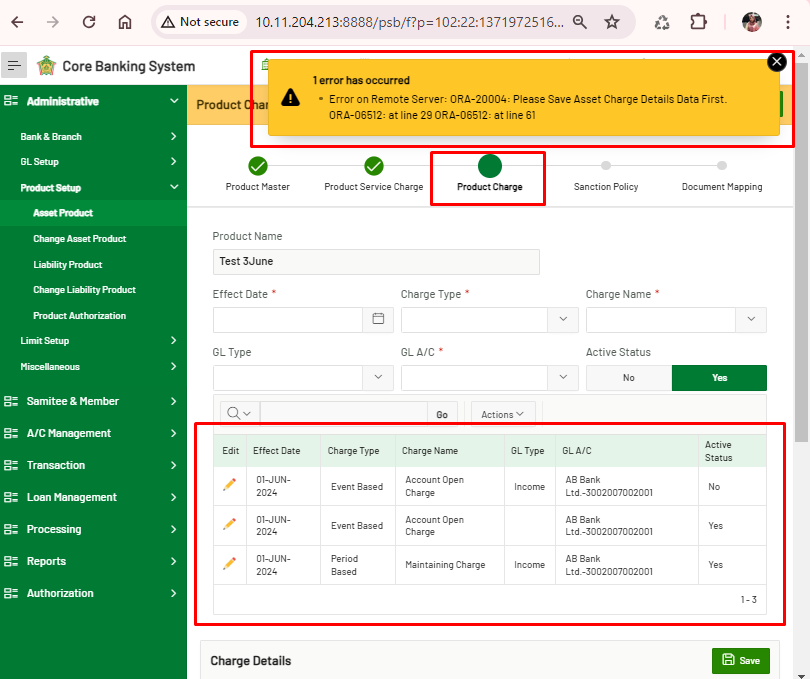 Not secure
10.11.204.213:8888/psb/f?p=102:22:1371972516...
Core Banking System
1 error has occurred
Error on Remote Server: ORA-20004: Please Save Asset Charge Details Data First.
ORA-06512: at line 29 ORA-06512: at line 61
Administrative
Bank & Branch
GL Setup
Product Setup
Asset Product
Change Asset Product
Liability Product
Change Liability Product
Product Authorization
Limit Setup
Miscellaneous
Samitee & Member
A/C Management
Transaction
Loan Management
Processing
Reports
Authorization
Product Char
Product Master
Product Service Charge
Product Charge
Sanction Policy
Document Mapping
Product Name
Test 3June
Effect Date *
Charge Type *
Charge Name *
GL Type
GL A/C *
Active Status
No
Yes
Go
Actions
Edit
Effect Date
Charge Type
Charge Name
GL Type
GL A/C
Active
Status
01-JUN-
2024
Event Based
Account Open
Charge
Income
AB Bank
Ltd.-3002007002001
No
01-JUN-
2024
Event Based
Account Open
Charge
AB Bank
Ltd.-3002007002001
Yes
01-JUN-
2024
Period
Based
Maintaining Charge
Income
AB Bank
Ltd.-3002007002001
Yes
1 - 3
Charge Details
Save